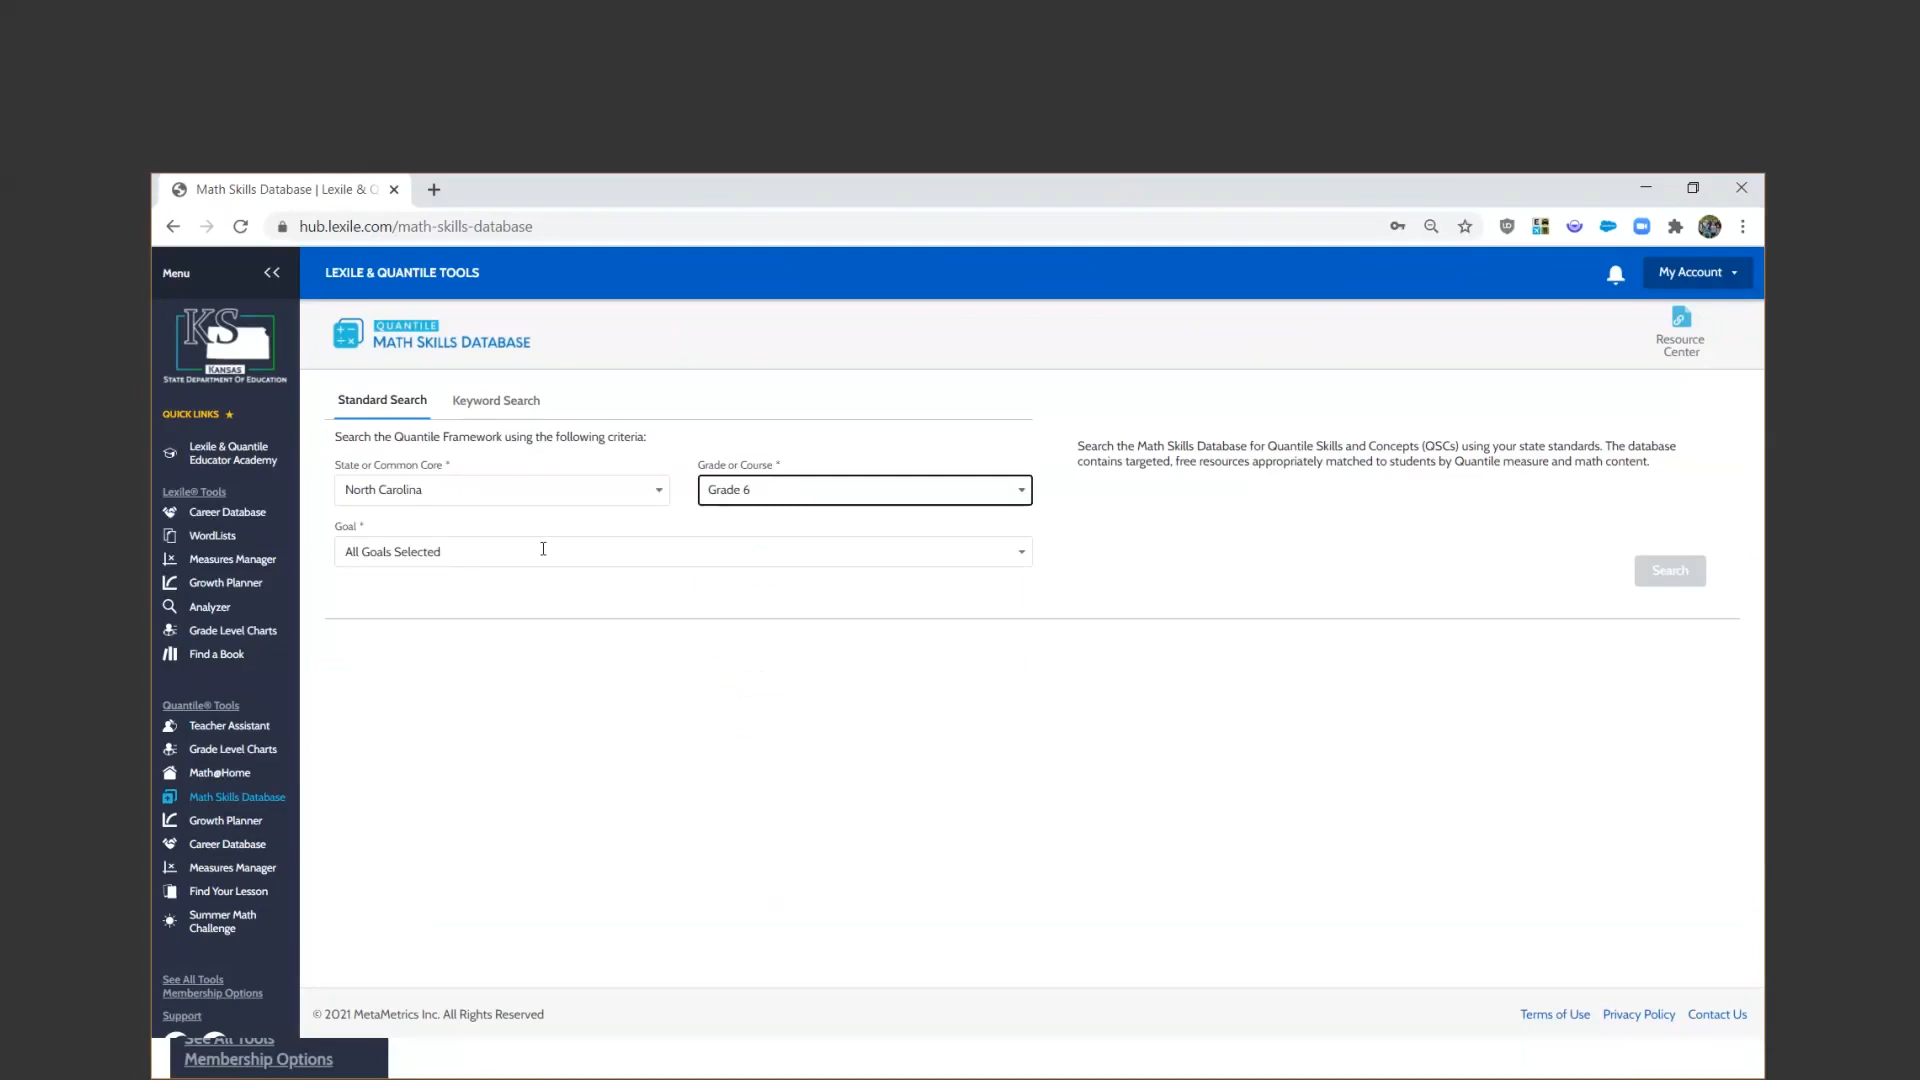 Math Skills Database | Lexile & Q
hub.lexile.com/math-skills-database
Menu
LEXILE & QUANTILE TOOLS
My Account
KS
KANSAS
STATE DEPARTMENT OF EDUCATION
QUANTILE
MATH SKILLS DATABASE
Resource
Center
QUICK LINKS
Lexile & Quantile
Educator Academy
Lexile® Tools
Career Database
WordLists
Measures Manager
Growth Planner
Analyzer
Grade Level Charts
Find a Book
Quantile® Tools
Teacher Assistant
Grade Level Charts
Math@Home
Math Skills Database
Growth Planner
Career Database
Measures Manager
Find Your Lesson
Summer Math
Challenge
See All Tools
Membership Options
Support
See All Tools
Membership Options
Standard Search
Keyword Search
Search the Quantile Framework using the following criteria:
State or Common Core *
North Carolina
Grade or Course *
Grade 6
Goal *
All Goals Selected
Search the Math Skills Database for Quantile Skills and Concepts (QSCs) using your state standards. The database
contains targeted, free resources appropriately matched to students by Quantile measure and math content.
Search
© 2021 MetaMetrics Inc. All Rights Reserved
Terms of Use
Privacy Policy
Contact Us